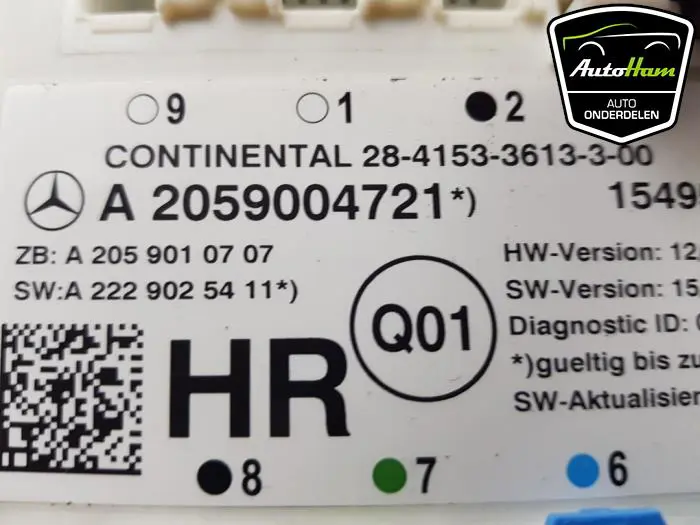 AutoHam
AUTO
ONDERDELEN
9 1 2
CONTINENTAL 28-4153-3613-3-00
A 2059004721*) 1549
ZB: A 205 901 07 07
HW-Version: 12
SW:A 222 902 54 11*)
SW-Version: 15
Q01
Diagnostic ID:
HR
*)gueltig bis zu
SW-Aktualisier
8 7 6